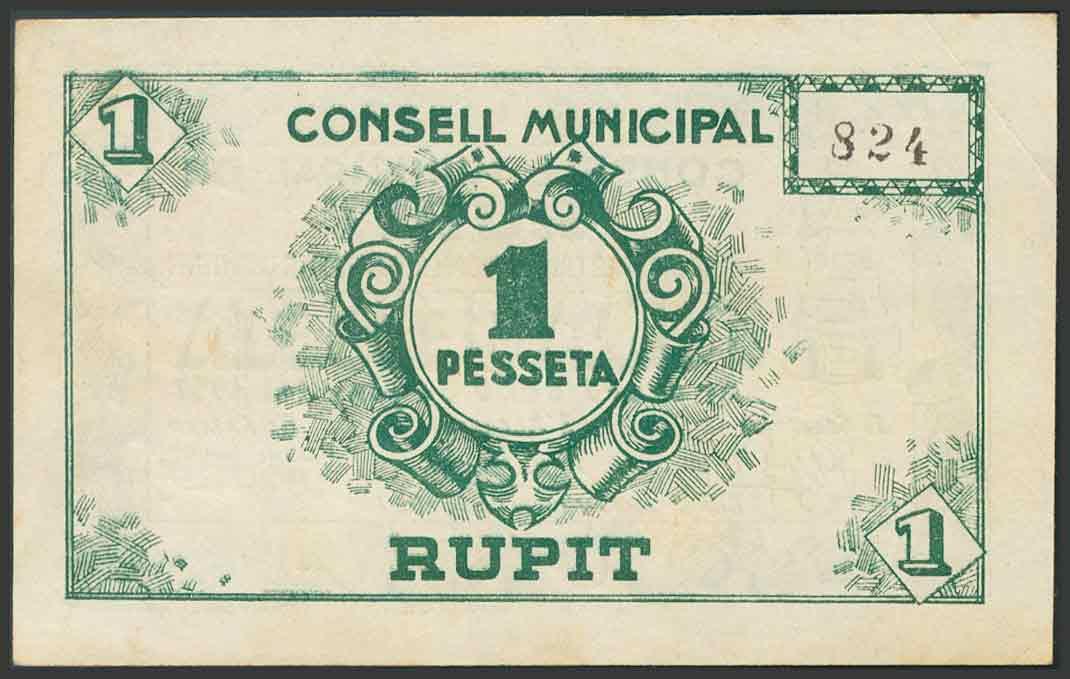 1
CONSELL MUNICIPAL
824
1
PESSETA
RUPIT
1